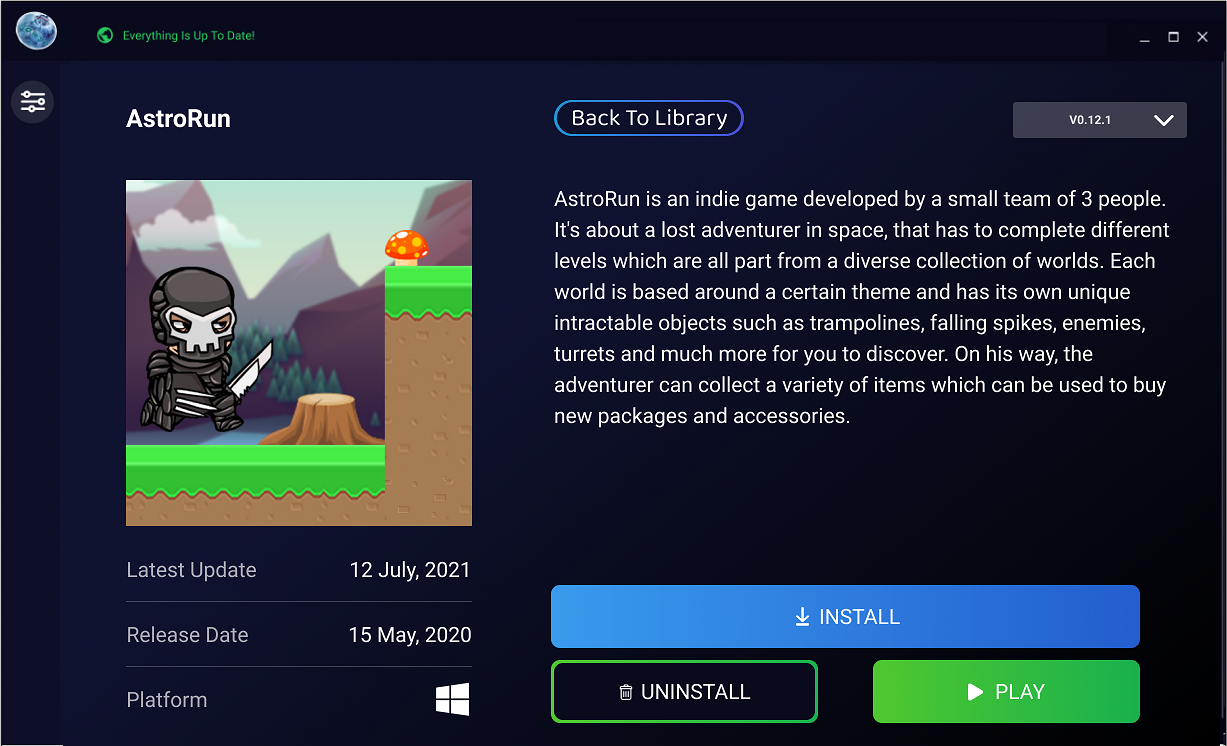 Everything Is Up To Date!
AstroRun
Back To Library
V0.12.1
AstroRun is an indie game developed by a small team of 3 people.
It's about a lost adventurer in space, that has to complete different
levels which are all part from a diverse collection of worlds. Each
world is based around a certain theme and has its own unique
intractable objects such as trampolines, falling spikes, enemies,
turrets and much more for you to discover. On his way, the
adventurer can collect a variety of items which can be used to buy
new packages and accessories.
Latest Update 12 July, 2021
Release Date 15 May, 2020
Platform
INSTALL
UNINSTALL
PLAY